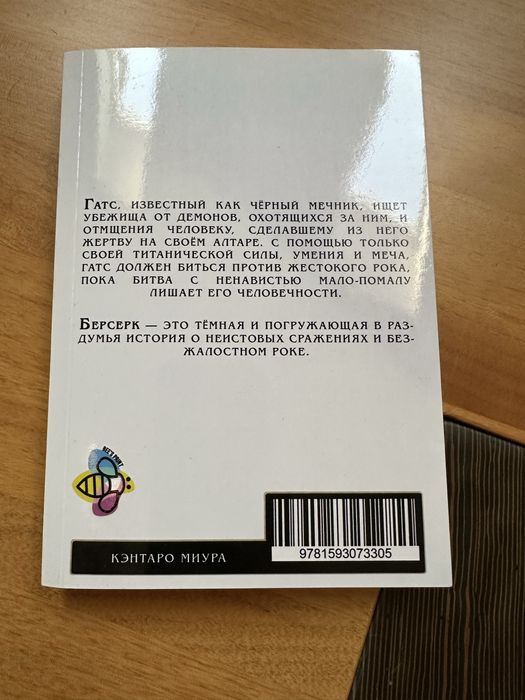 Гатс, известный как чёрный мечник, ищет
убежища от демонов, охотящихся за ним, и
отмщения человеку, сделавшему из него
жертву на своём алтаре. С помощью только
своей титанической силы, умения и меча,
Гатс должен биться против жестокого рока,
пока битва с ненавистью мало-помалу
лишает его человечности.
Берсерк — это тёмная и погружающая в раз-
думья история о неистовых сражениях и без-
жалостном роке.
BEE'S PRINT
КЭНТАРО МИУРА
9781593073305